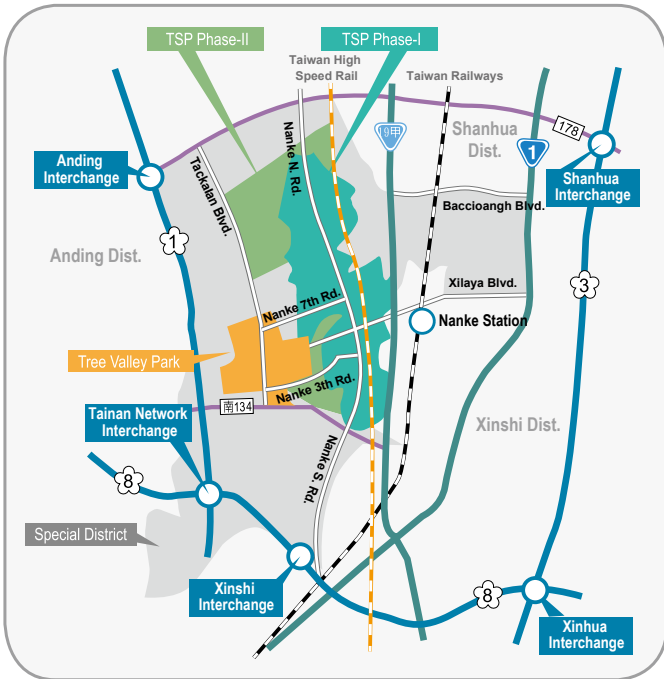 TSP Phase-II
TSP Phase-I
Taiwan High
Speed Rail
Taiwan Railways
178
Shanhua
Dist.
19甲
1
Anding
Interchange
Shanhua
Interchange
Tackalan Blvd.
Nanke N. Rd.
Baccioangh Blvd.
1
Anding Dist.
Xilaya Blvd.
3
Nanke 7th Rd.
Nanke Station
Tree Valley Park
Nanke 3th Rd.
南134
Tainan Network
Interchange
Xinshi Dist.
Nanke S. Rd.
8
Special District
Xinshi
Interchange
8
Xinhua
Interchange